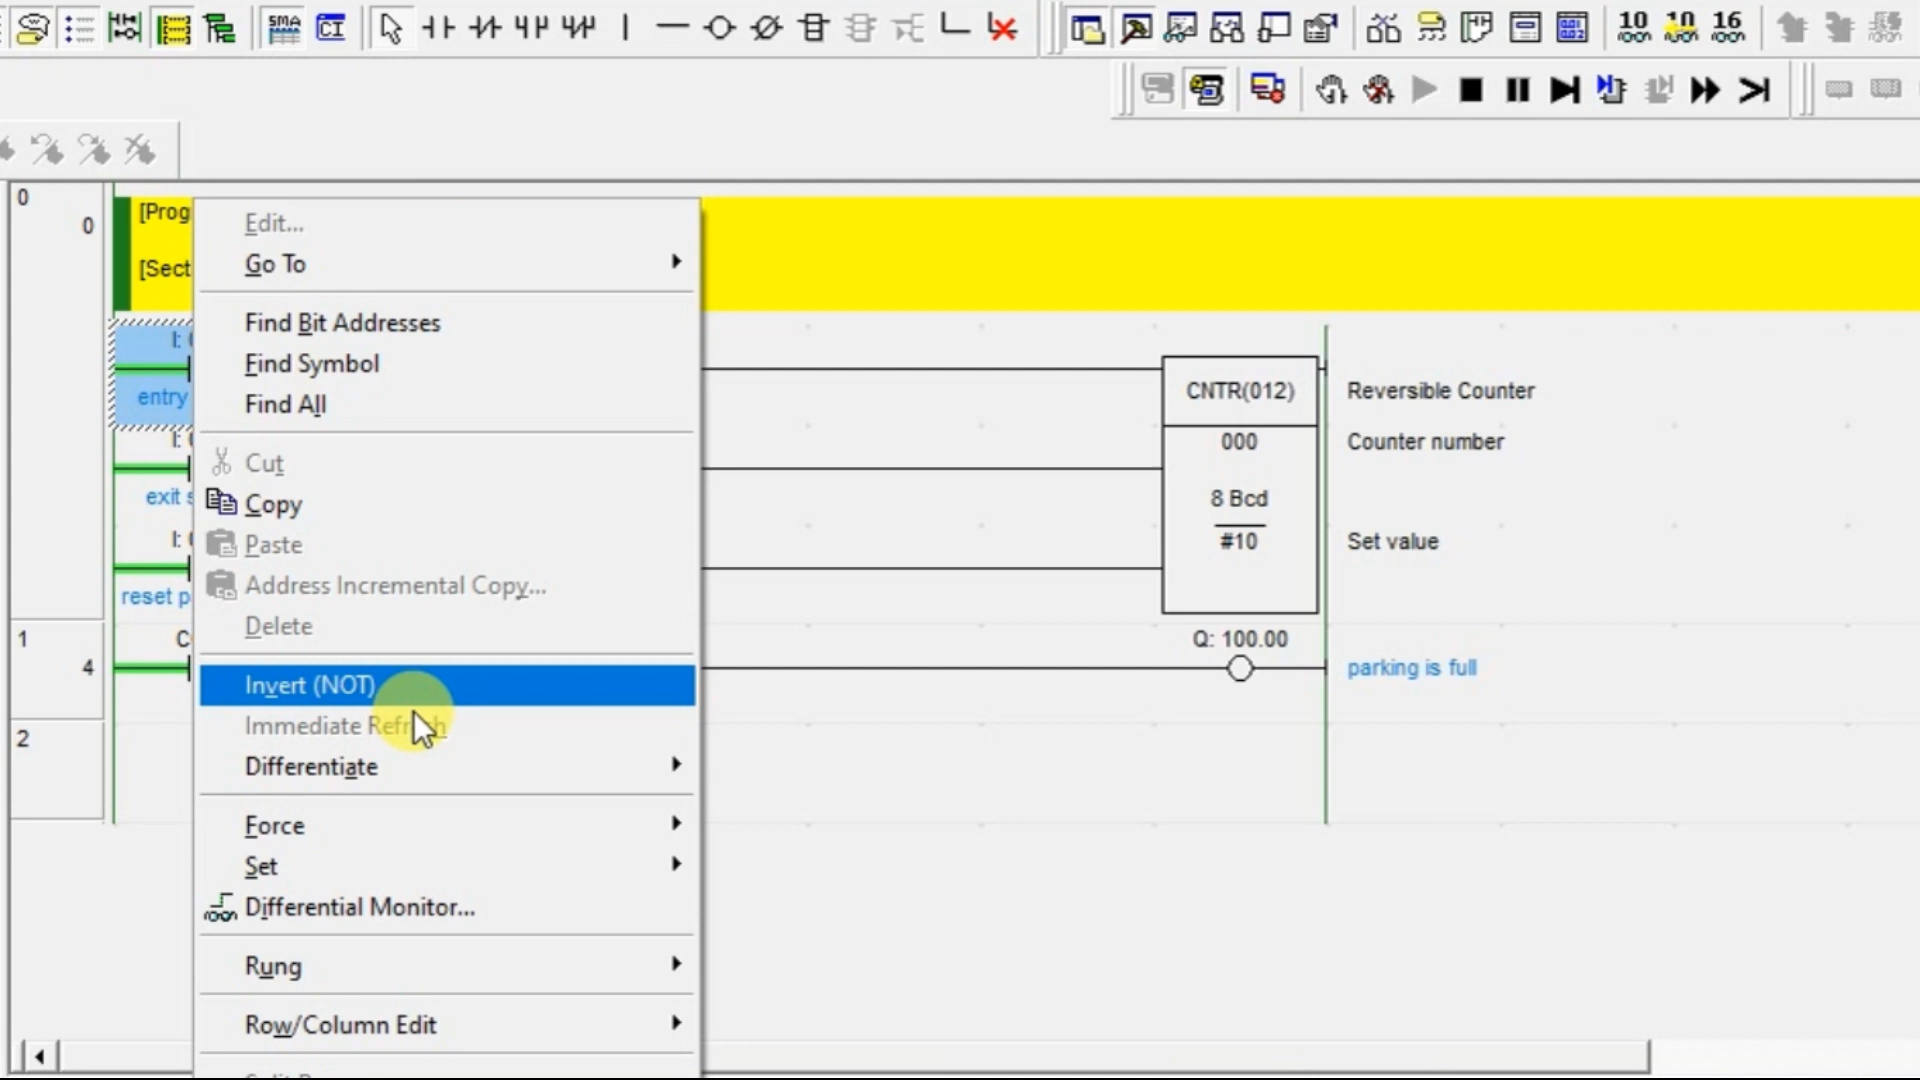 SMA
CI
10
10
16
0
0
[Prog
[Sect
I:
entry
I:
exit s
I:
reset p
1
4
2
Edit...
Go To
Find Bit Addresses
Find Symbol
Find All
Cut
Copy
Paste
Address Incremental Copy...
Delete
Invert (NOT)
Immediate Refresh
Differentiate
Force
Set
Differential Monitor...
Rung
Row/Column Edit
CNTR(012)
Reversible Counter
000
Counter number
8 Bcd
#10
Set value
Q: 100.00
parking is full